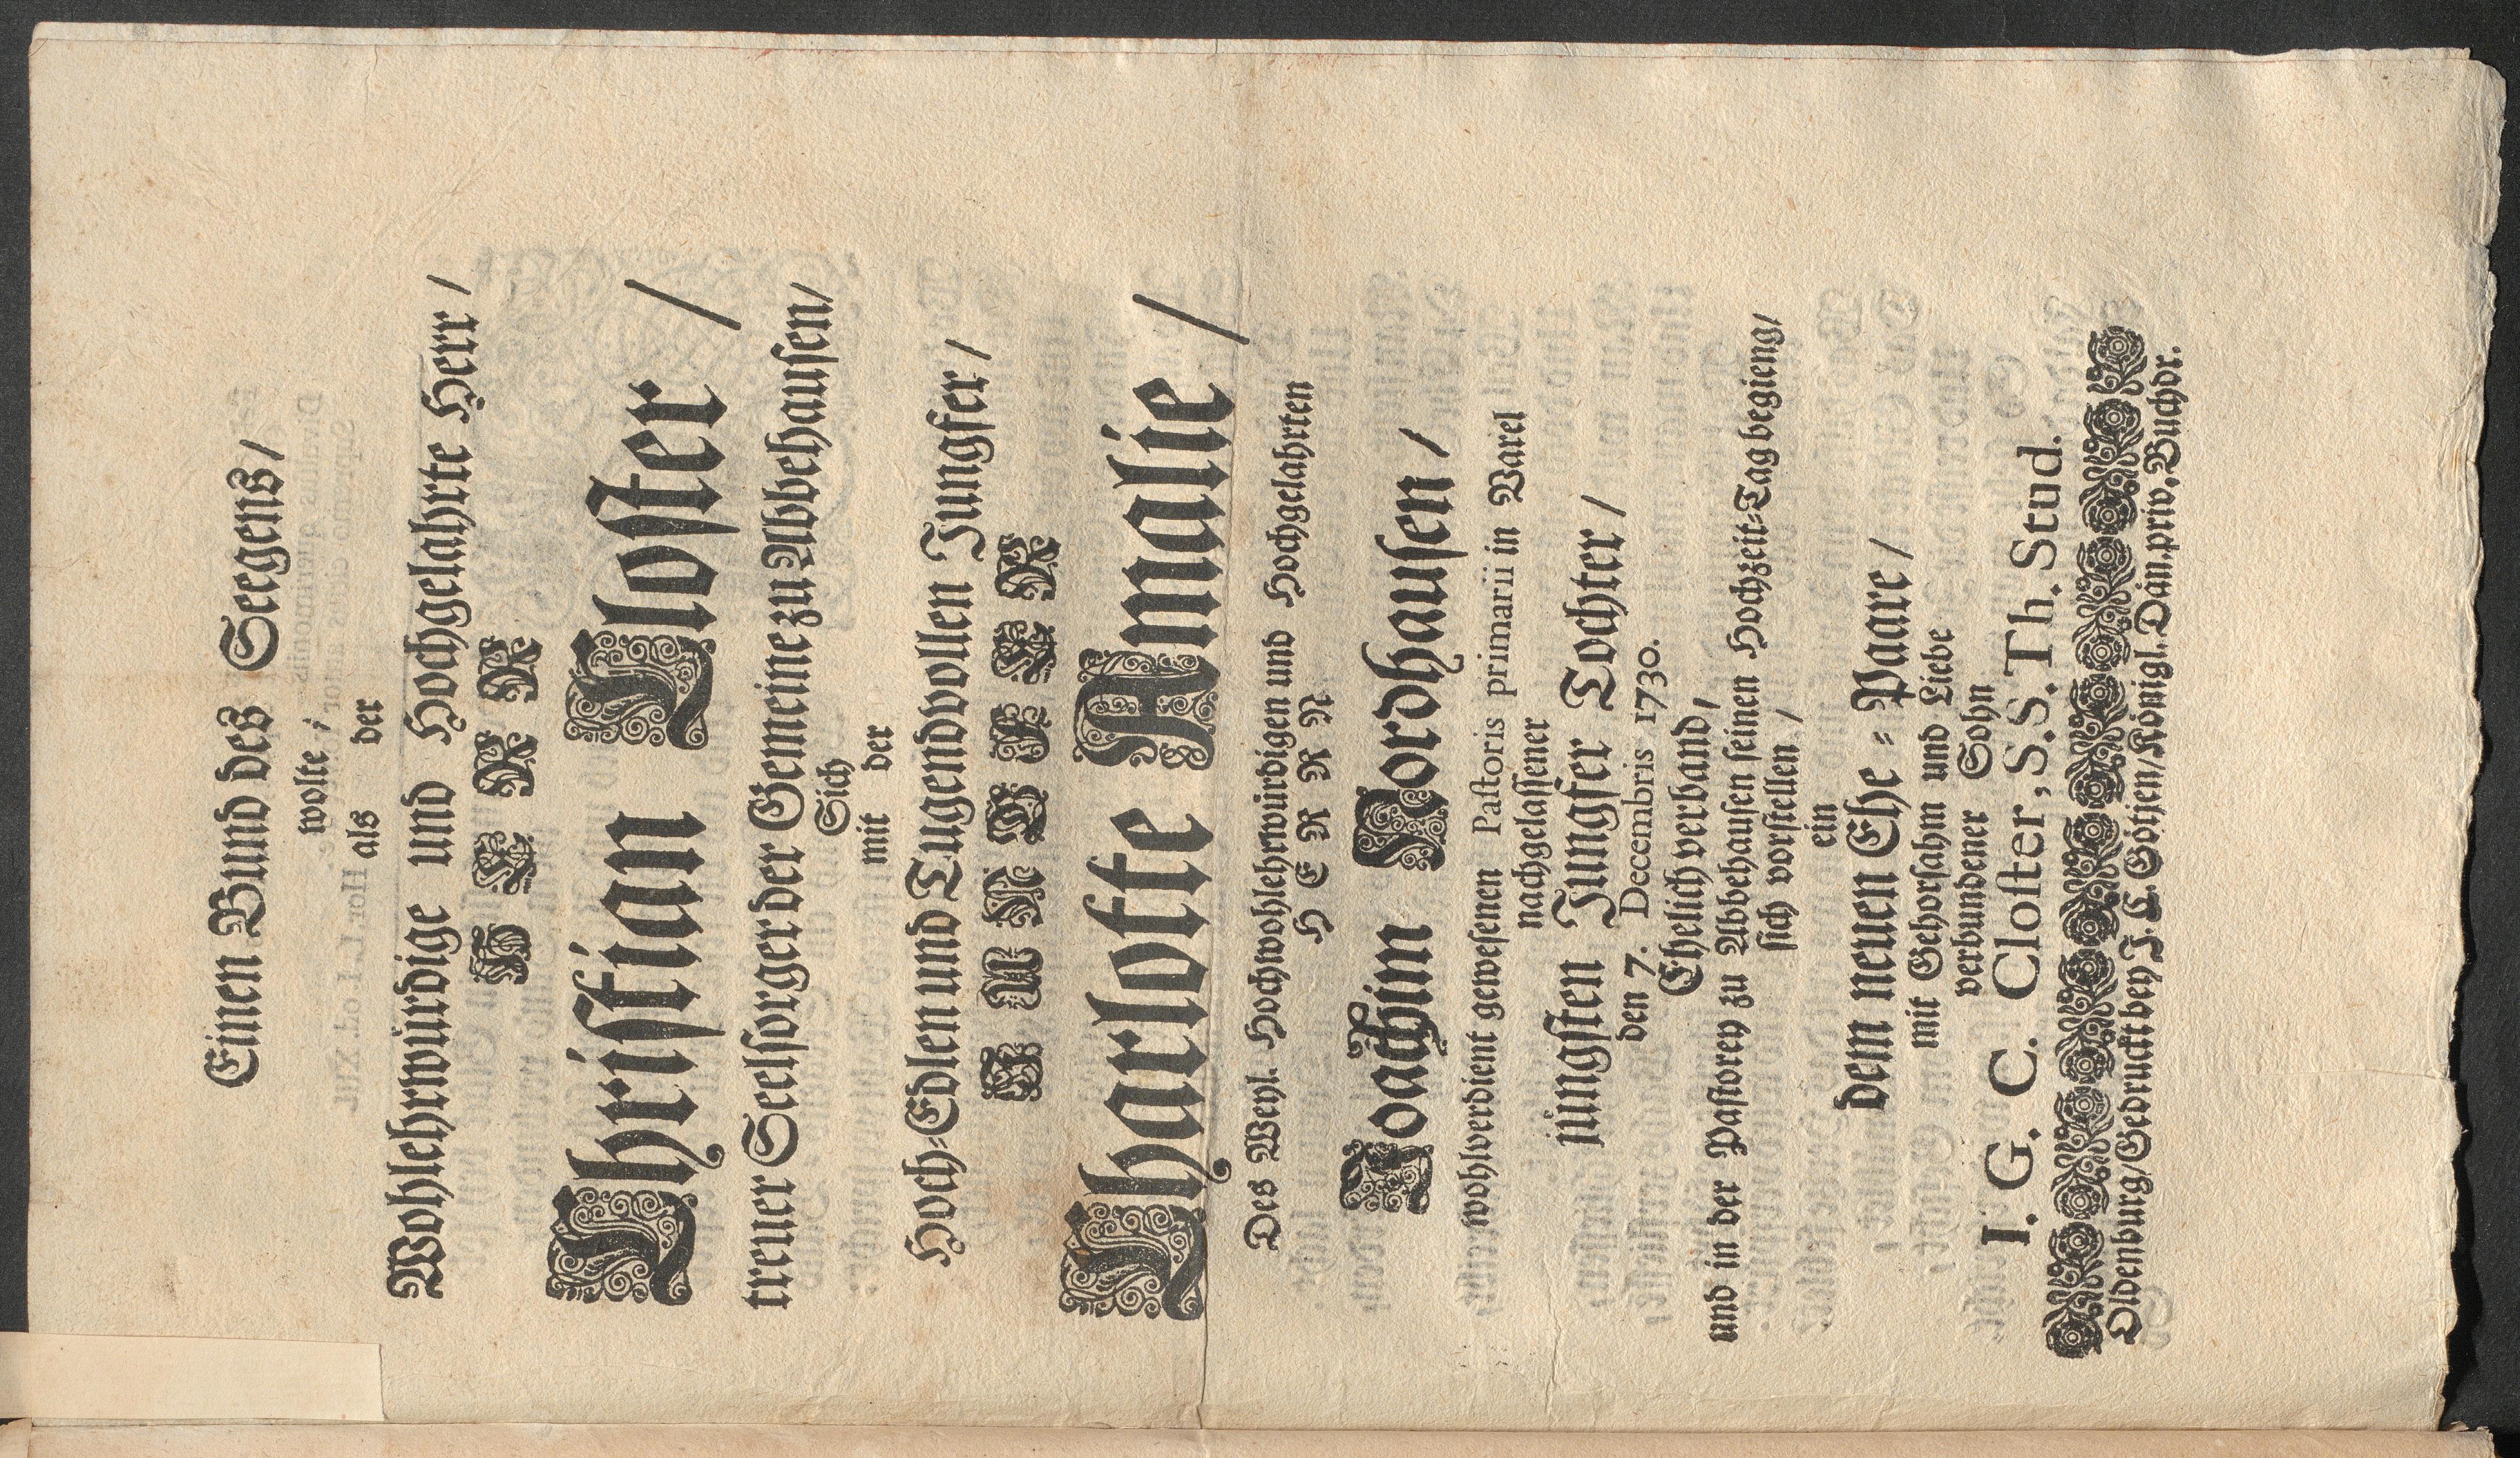 Einen Bund des Seegens/
wolte/
als der
Wohlehrwürdige und Hochgelahrte Herr/
HERR
Christian Closter/
treuer Seelsorger der Gemeine zu Abbehausen/
Sich
mit der
Hoch-Edlen und Tugendvollen Jungfer/
Christian Closter
Charlotte Amalie/
Des Weyl. Hochwohlehrwürdigen und Hochgelahrten
HERRN
Joachim Nordhausen/
wohlverdient gewesenen Pastoris primarii in Varel
nachgelassener
jüngsten Jungfer Tochter/
den 7. Decembris 1730.
Ehelich verband/
und in der Pastorey zu Abbehausen seinen Hochzeit-Tag begieng/
sich vorstellen/
ein
dem neuen Ehe-Paare/
mit Gehorsahm und Liebe
verbundener Sohn
I. G. C. Closter, S. S. Th. Stud.
Oldenburg/Gedruckt bey J. C. Götjen/Königl. Dän. priv. Buchdr.